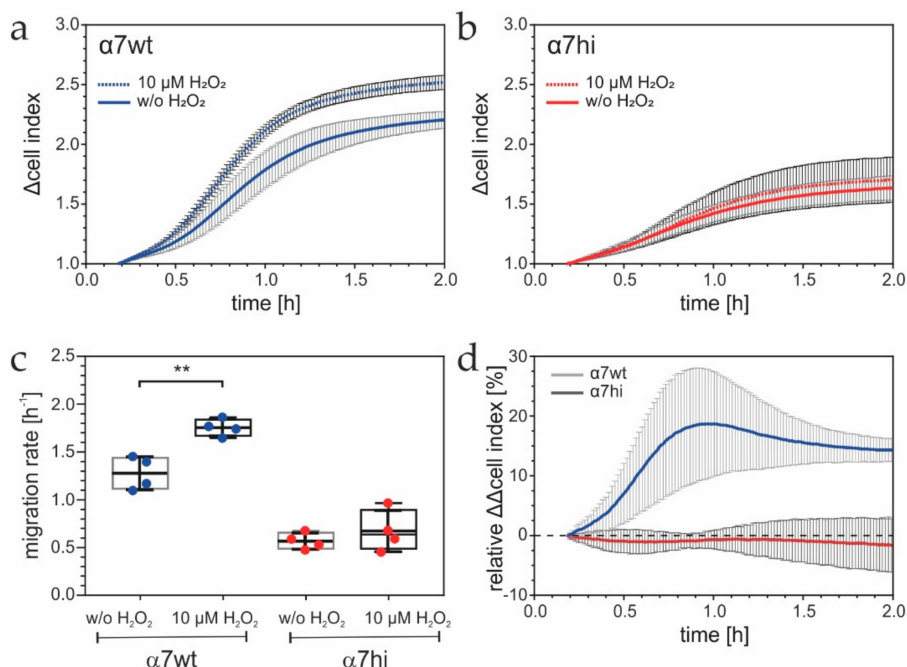 a
α7wt
10 µM H₂O₂
w/o H₂O₂
Δcell index
3.0
2.5
2.0
1.5
1.0
0.0 0.5 1.0 1.5 2.0
time [h]
b
α7hi
10 µM H₂O₂
w/o H₂O₂
Δcell index
3.0
2.5
2.0
1.5
1.0
0.0 0.5 1.0 1.5 2.0
time [h]
c
**
migration rate [h⁻¹]
2.5
2.0
1.5
1.0
0.5
0.0
w/o H₂O₂ 10 µM H₂O₂ w/o H₂O₂ 10 µM H₂O₂
α7wt α7hi
d
α7wt
α7hi
relative ΔΔcell index [%]
30
20
10
0
-10
0.0 0.5 1.0 1.5 2.0
time [h]